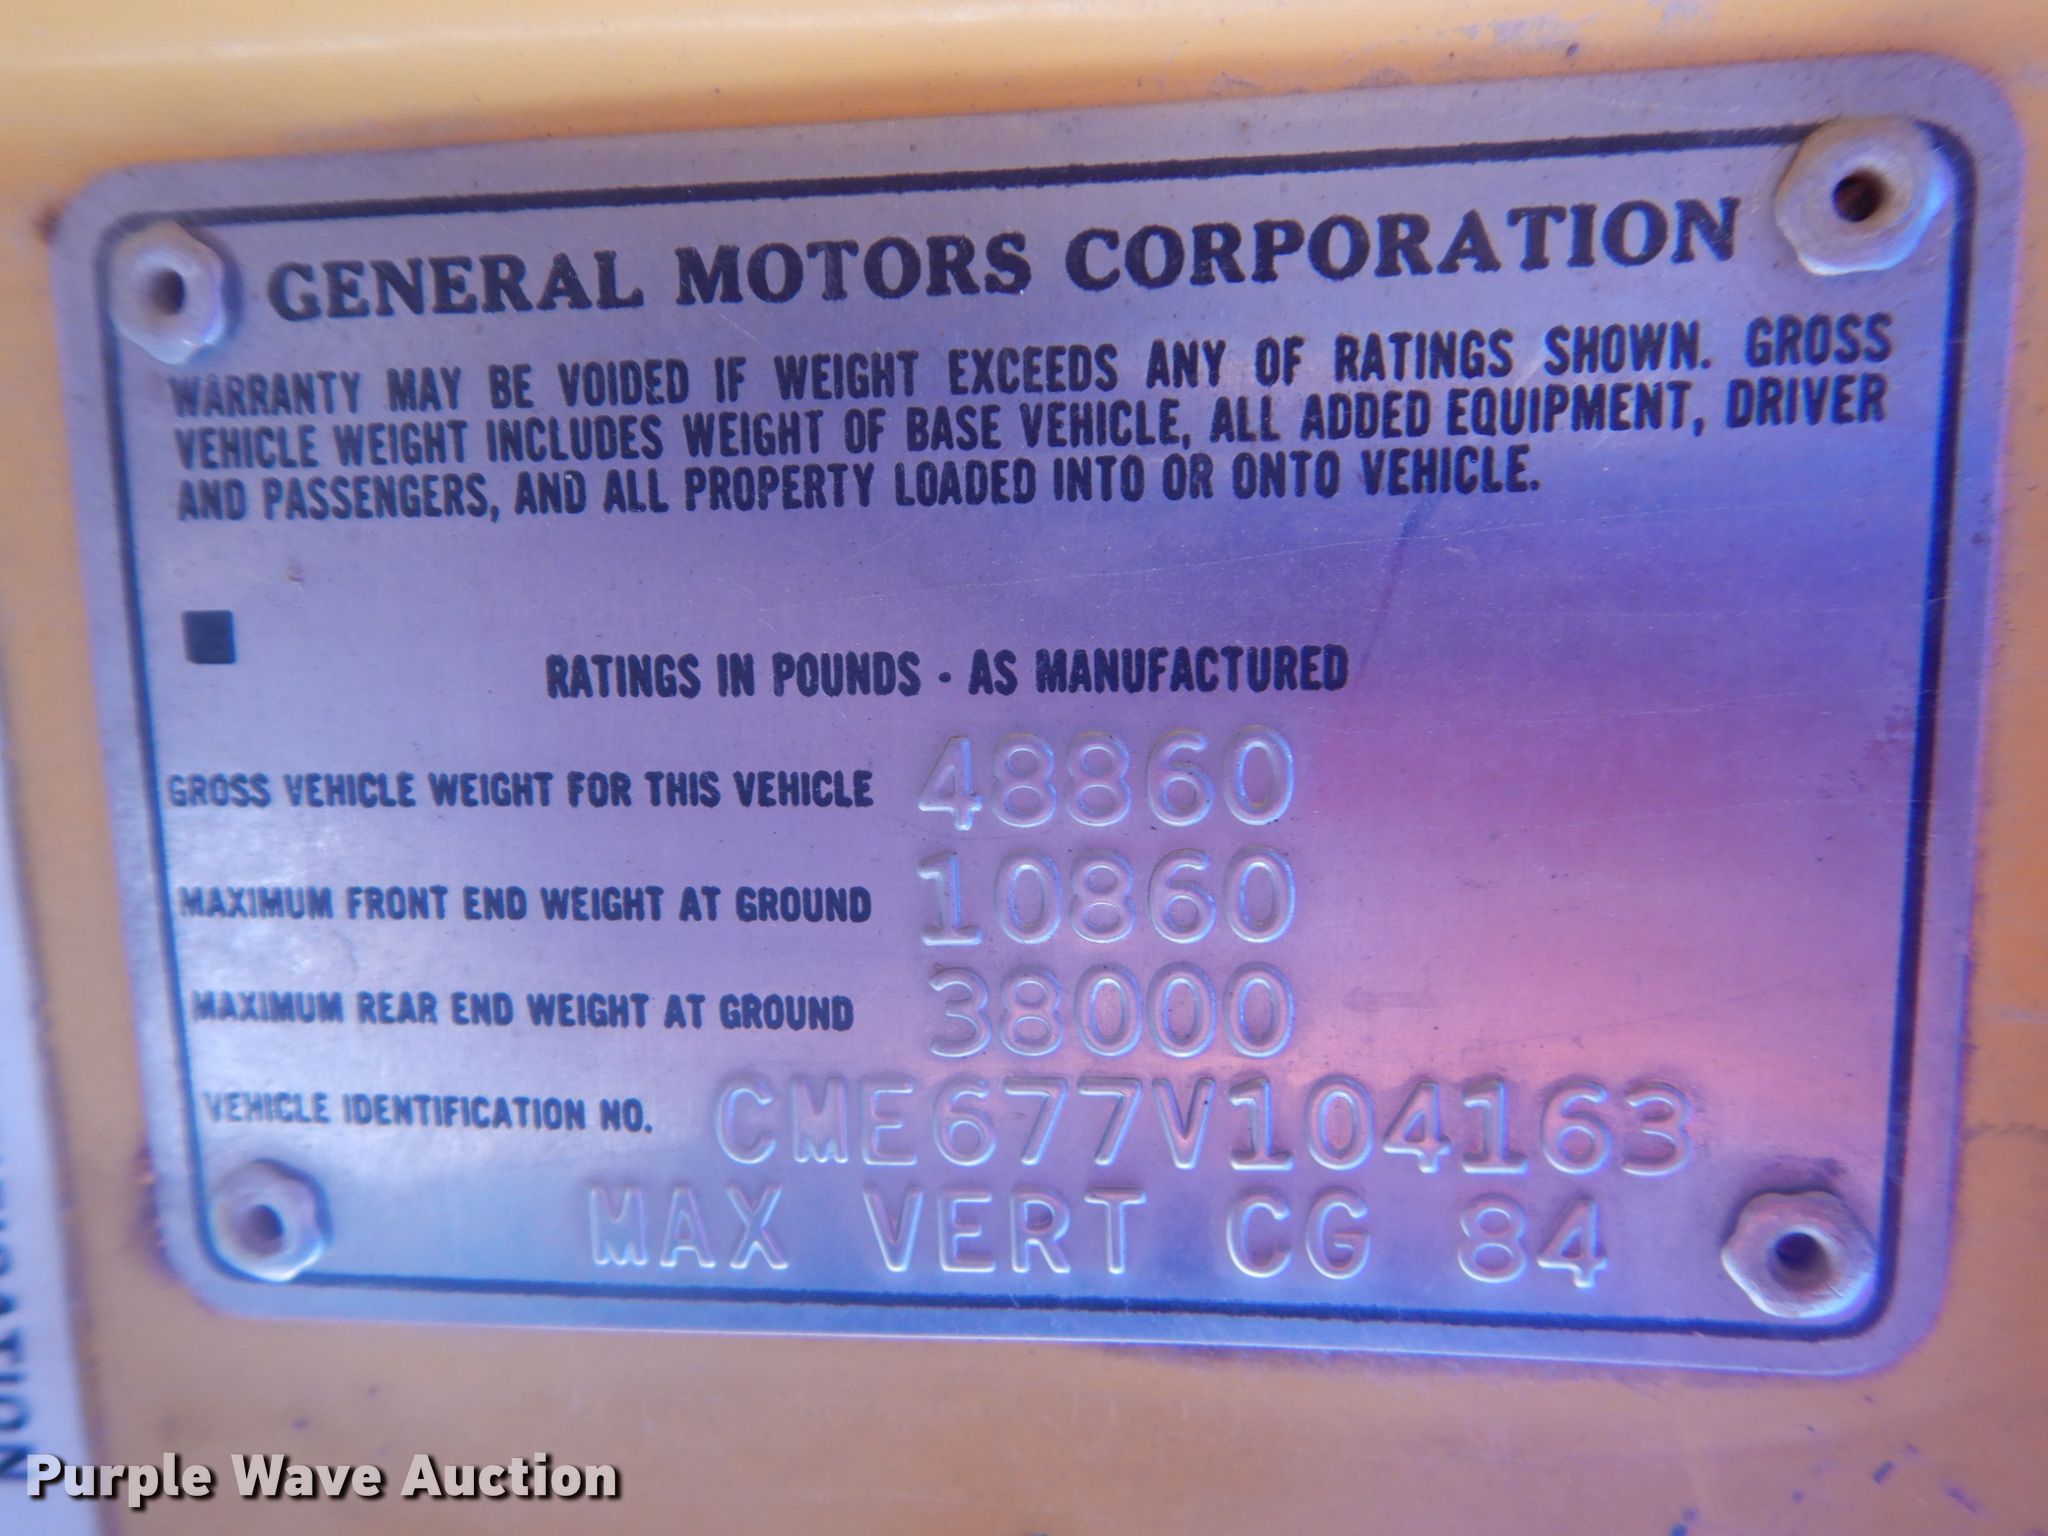 GENERAL MOTORS CORPORATION
WARRANTY MAY BE VOIDED IF WEIGHT EXCEEDS ANY OF RATINGS SHOWN. GROSS
VEHICLE WEIGHT INCLUDES WEIGHT OF BASE VEHICLE, ALL ADDED EQUIPMENT, DRIVER
AND PASSENGERS, AND ALL PROPERTY LOADED INTO OR ONTO VEHICLE.
RATINGS IN POUNDS - AS MANUFACTURED
GROSS VEHICLE WEIGHT FOR THIS VEHICLE 48860
MAXIMUM FRONT END WEIGHT AT GROUND 10860
MAXIMUM REAR END WEIGHT AT GROUND 38000
VEHICLE IDENTIFICATION NO. CME677V104163
MAX VERT CG 84
Purple Wave Auction